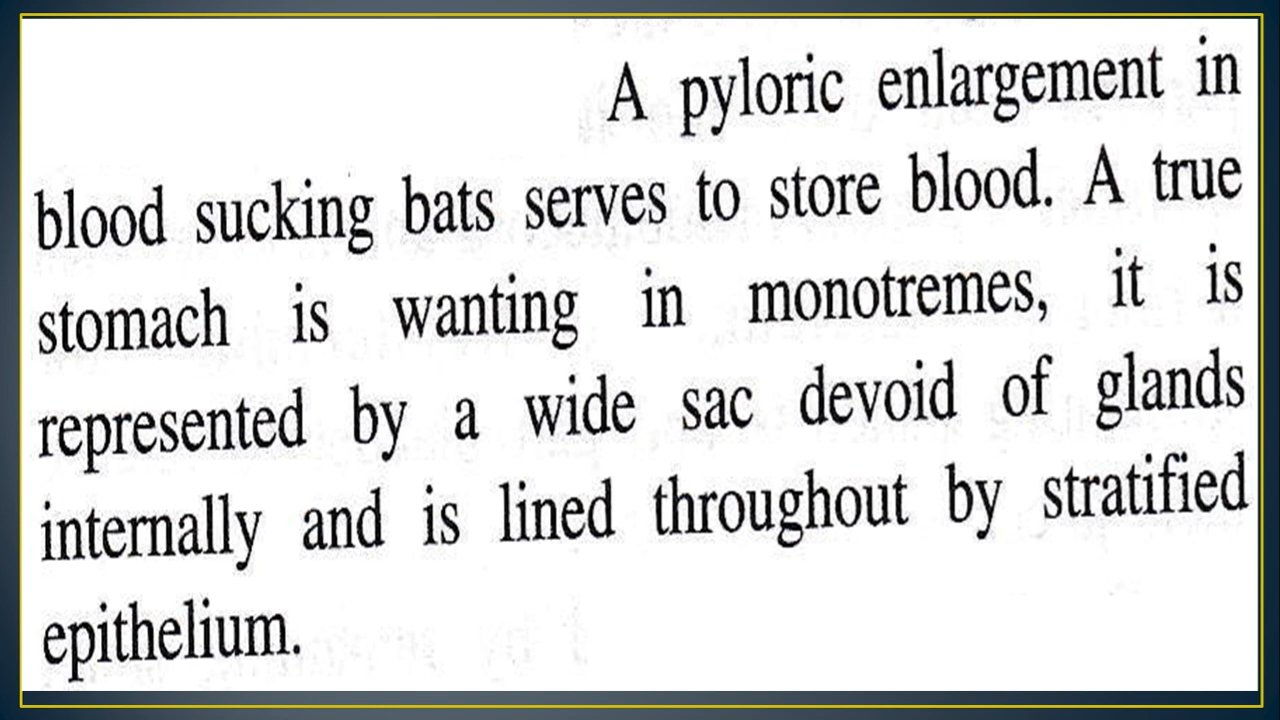 A pyloric enlargement in
blood sucking bats serves to store blood. A true
stomach is wanting in monotremes, it is
represented by a wide sac devoid of glands
internally and is lined throughout by stratified
epithelium.